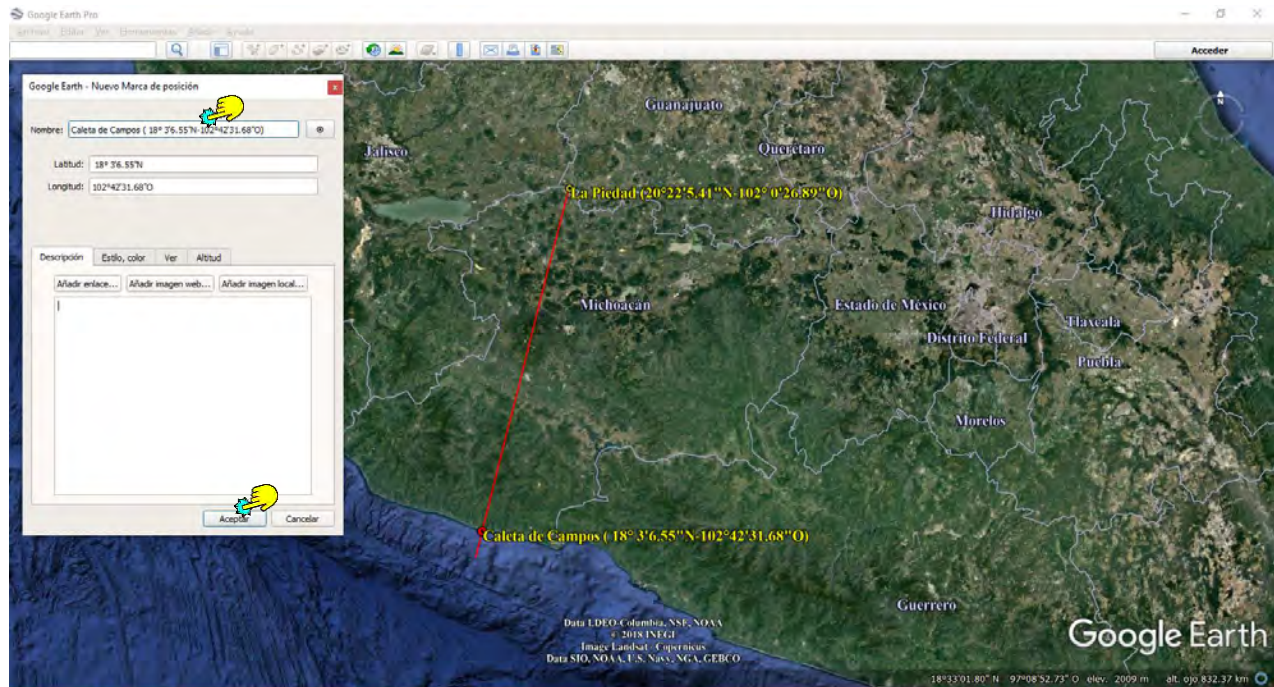 Google Earth Pro
Archivo Editar Ver Herramientas Añadir Ayuda
Acceder
Google Earth - Nuevo Marca de posición
Nombre: Caleta de Campos ( 18° 3'6.55"N-102°42'31.68"O)
Latitud: 18° 3'6.55"N
Longitud: 102°42'31.68"O
Descripción Estilo, color Ver Altitud
Añadir enlace... Añadir imagen web... Añadir imagen local...
Aceptar Cancelar
Guanajuato
Jalisco
Querétaro
La Piedad (20°22'5.41"N-102° 0'26.89"O)
Hidalgo
Michoacán
Estado de México
Tlaxcala
Distrito Federal
Puebla
Morelos
Caleta de Campos ( 18° 3'6.55"N-102°42'31.68"O)
Guerrero
Data LDEO-Columbia, NSF, NOAA
© 2018 INEGI
Image Landsat / Copernicus
Data SIO, NOAA, U.S. Navy, NGA, GEBCO
Google Earth
N
18°33'01.80" N 97°08'52.73" O elev. 2009 m alt. ojo 832.37 km